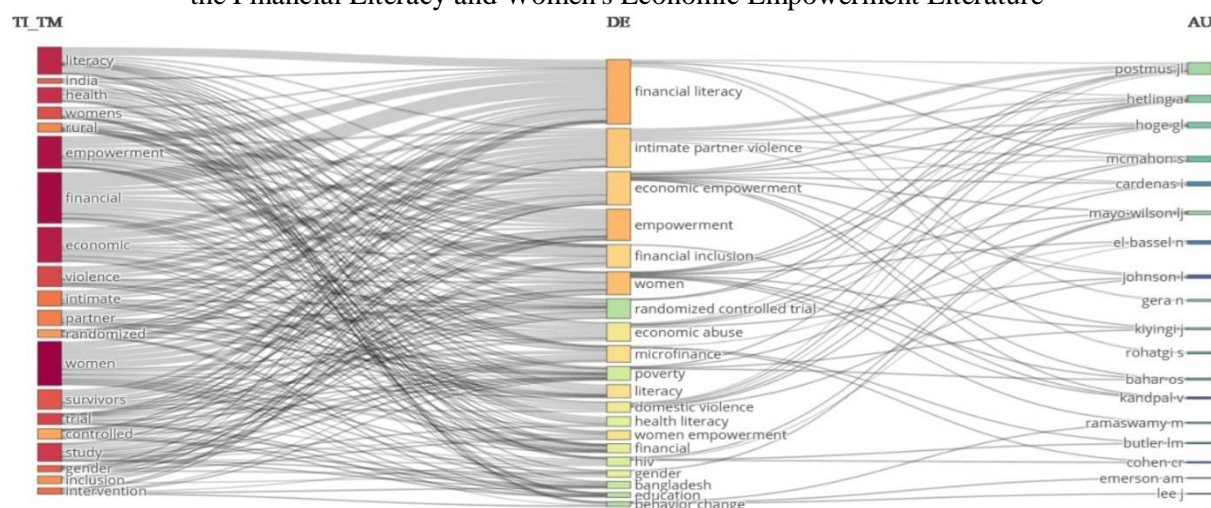 the Financial Literacy and Women's Economic Empowerment Literature
TI_TM
DE
AU
literacy
india
health
womens
rural
empowerment
financial
economic
violence
intimate
partner
randomized
women
survivors
trial
controlled
study
gender
inclusion
intervention
financial literacy
intimate partner violence
economic empowerment
empowerment
financial inclusion
women
randomized controlled trial
economic abuse
microfinance
poverty
literacy
domestic violence
health literacy
women empowerment
financial
hiv
gender
bangladesh
education
behavior change
postmus jl
hetling a
hoge gl
mcmahon s
cardenas i
mayo-wilson lj
el-bassel n
johnson l
gera n
kiyingi j
rohatgi s
bahar os
kandpal v
ramaswamy m
butler lm
cohen cr
emerson am
lee j